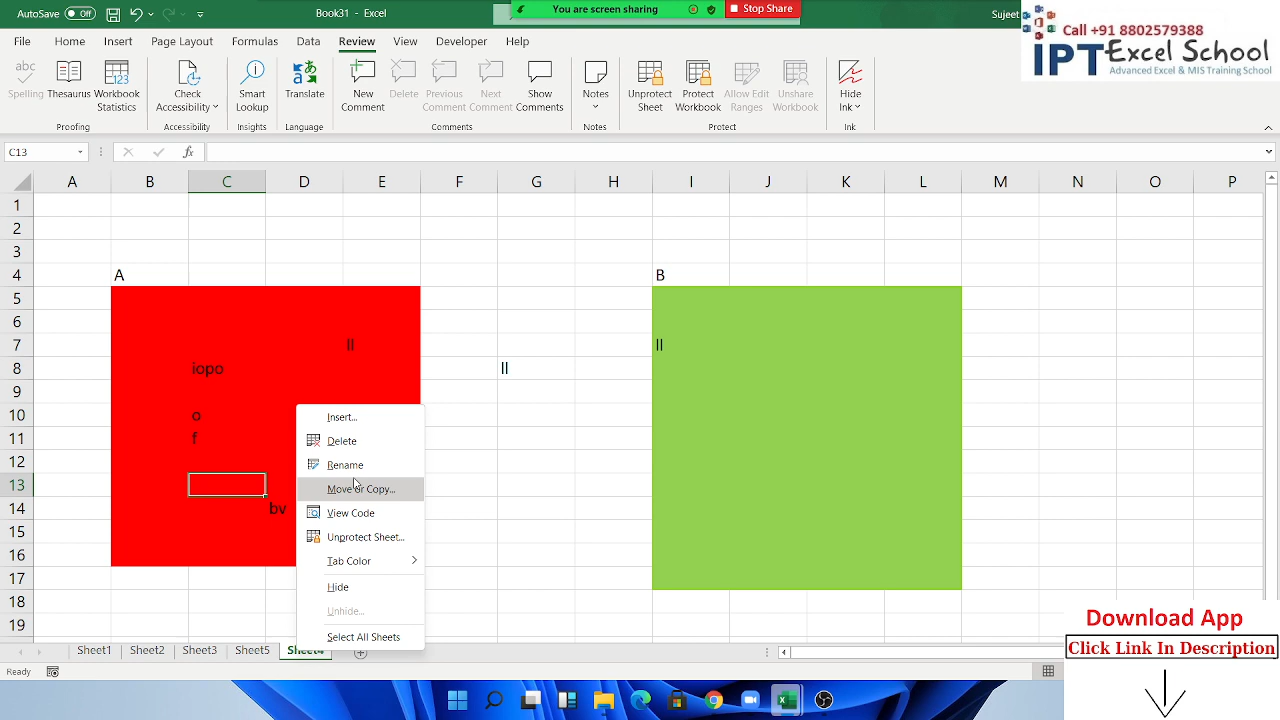 AutoSave Off
Book31 - Excel
You are screen sharing
Stop Share
Sujeet
Call +91 8802579388
IPT Excel School
Advanced Excel & MIS Training School
File Home Insert Page Layout Formulas Data Review View Developer Help
Spelling Thesaurus Workbook Statistics
Check Accessibility
Smart Lookup
Translate
New Comment Delete Previous Comment Next Comment Show Comments
Notes
Unprotect Sheet Protect Workbook Allow Edit Ranges Unshare Workbook
Hide Ink
Proofing Accessibility Insights Language Comments Notes Protect Ink
C13 fx
A B C D E F G H I J K L M N O P
1
2
3
4 A B
5
6
7 ll ll
8 iopo ll
9
10 o
11 f
12
13
14 bv
15
16
17
18
19
Insert...
Delete
Rename
Move or Copy...
View Code
Unprotect Sheet...
Tab Color
Hide
Unhide...
Select All Sheets
Sheet1 Sheet2 Sheet3 Sheet5 Sheet4
Ready
Download App
Click Link In Description